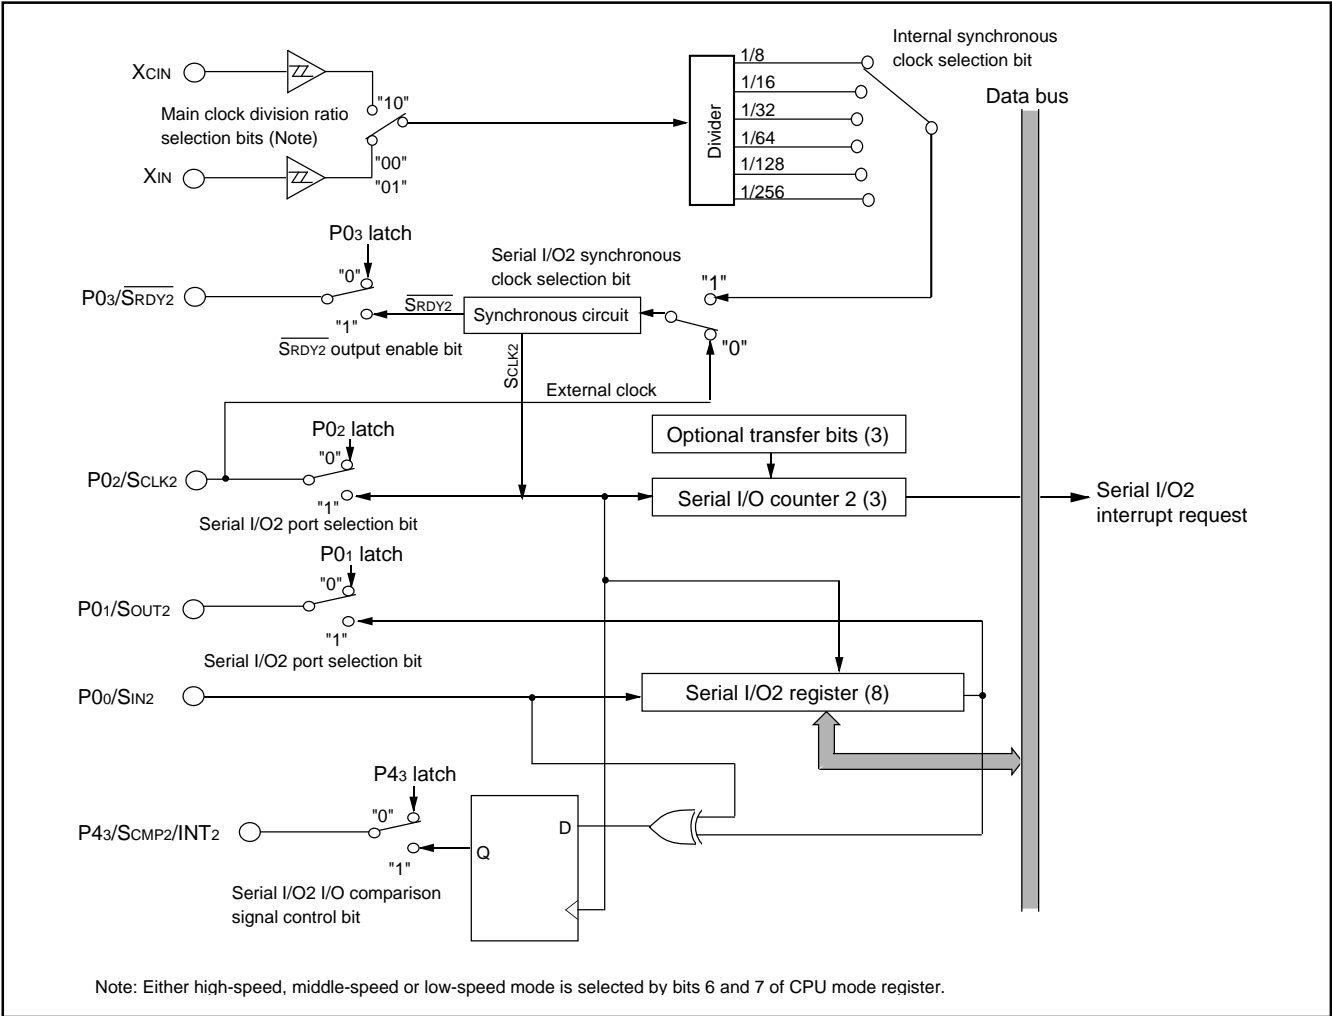 Internal synchronous
clock selection bit
Data bus
XCIN
Main clock division ratio
selection bits (Note)
"10"
XIN
"00"
"01"
Divider
1/8
1/16
1/32
1/64
1/128
1/256
P03 latch
Serial I/O2 synchronous
clock selection bit
"0"
"1"
P03/SRDY2
SRDY2
Synchronous circuit
"1"
"0"
SRDY2 output enable bit
SCLK2
External clock
P02 latch
Optional transfer bits (3)
"0"
P02/SCLK2
"1"
Serial I/O counter 2 (3)
Serial I/O2
interrupt request
Serial I/O2 port selection bit
P01 latch
"0"
P01/SOUT2
"1"
Serial I/O2 port selection bit
P00/SIN2
Serial I/O2 register (8)
P43 latch
"0"
P43/SCMP2/INT2
D
Q
"1"
Serial I/O2 I/O comparison
signal control bit
Note: Either high-speed, middle-speed or low-speed mode is selected by bits 6 and 7 of CPU mode register.